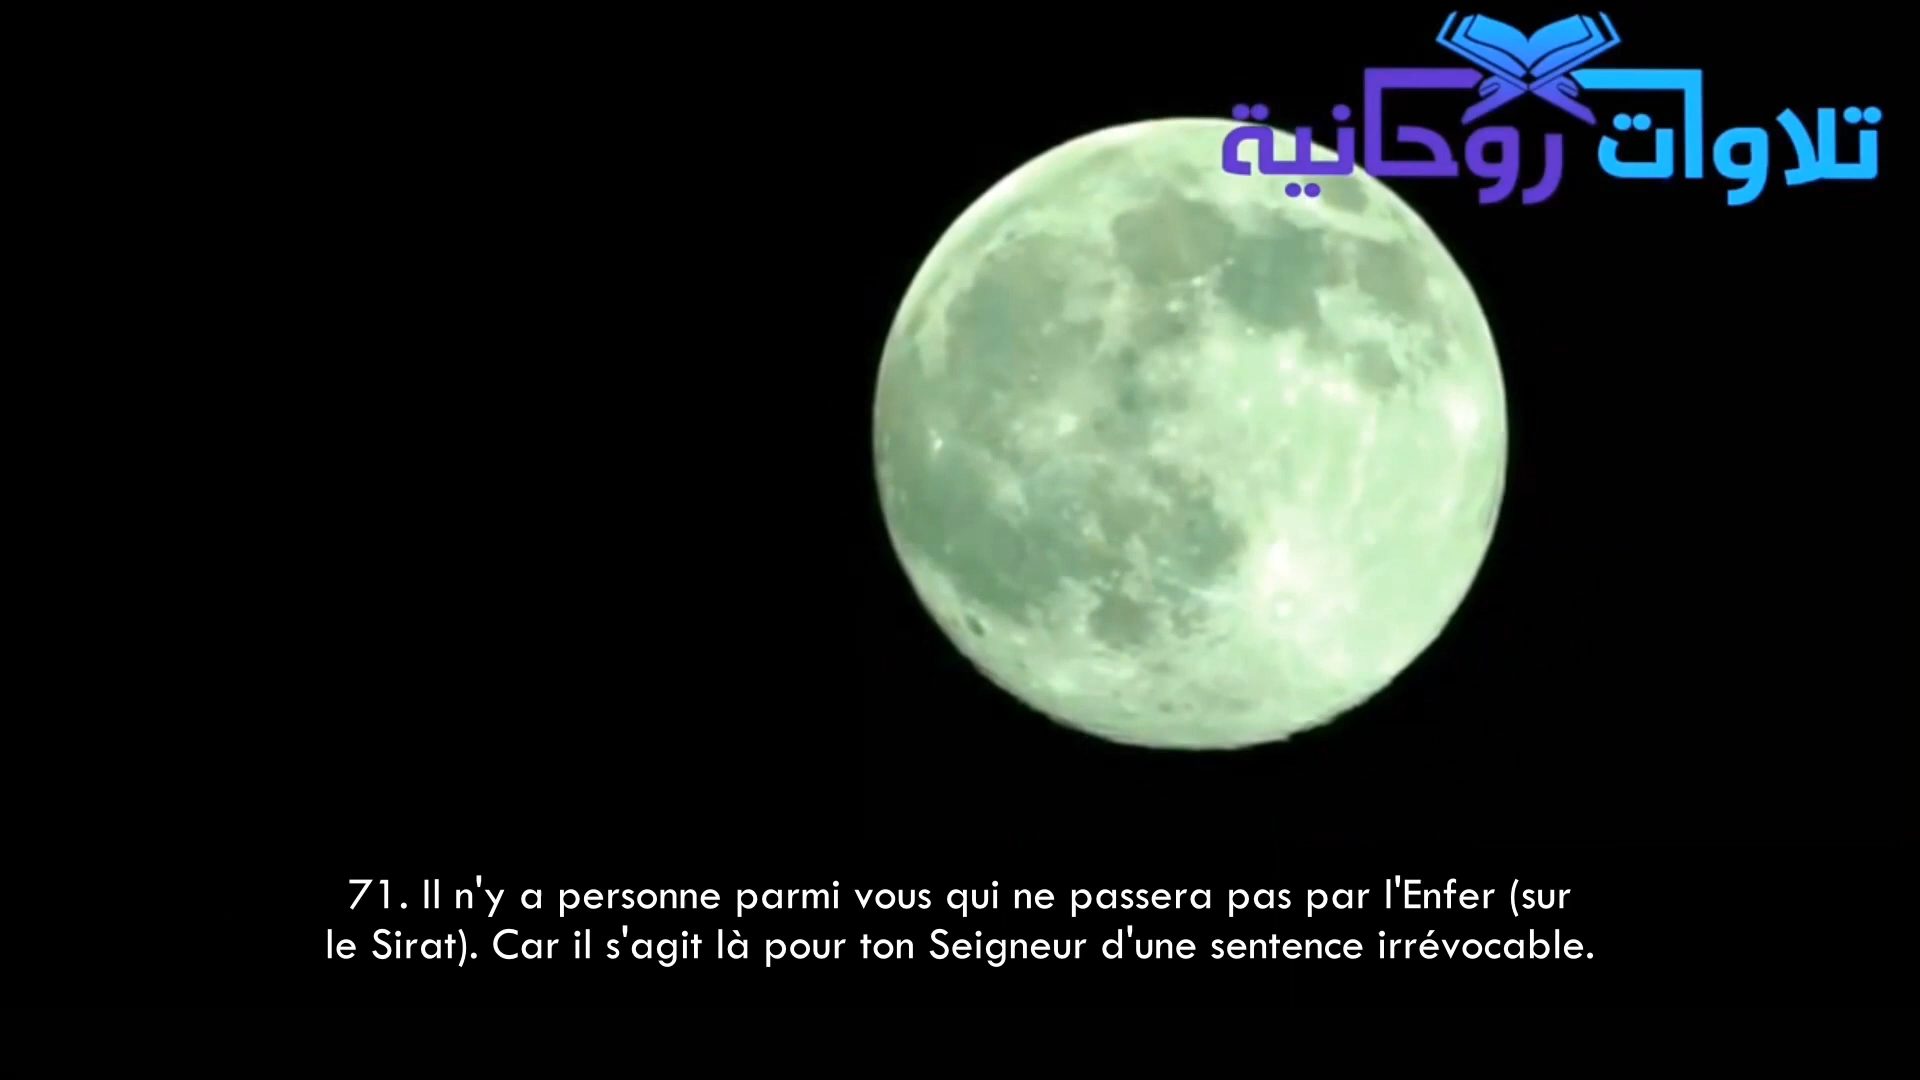 تلاوات روحانية
71. Il n'y a personne parmi vous qui ne passera pas par l'Enfer (sur
le Sirat). Car il s'agit là pour ton Seigneur d'une sentence irrévocable.